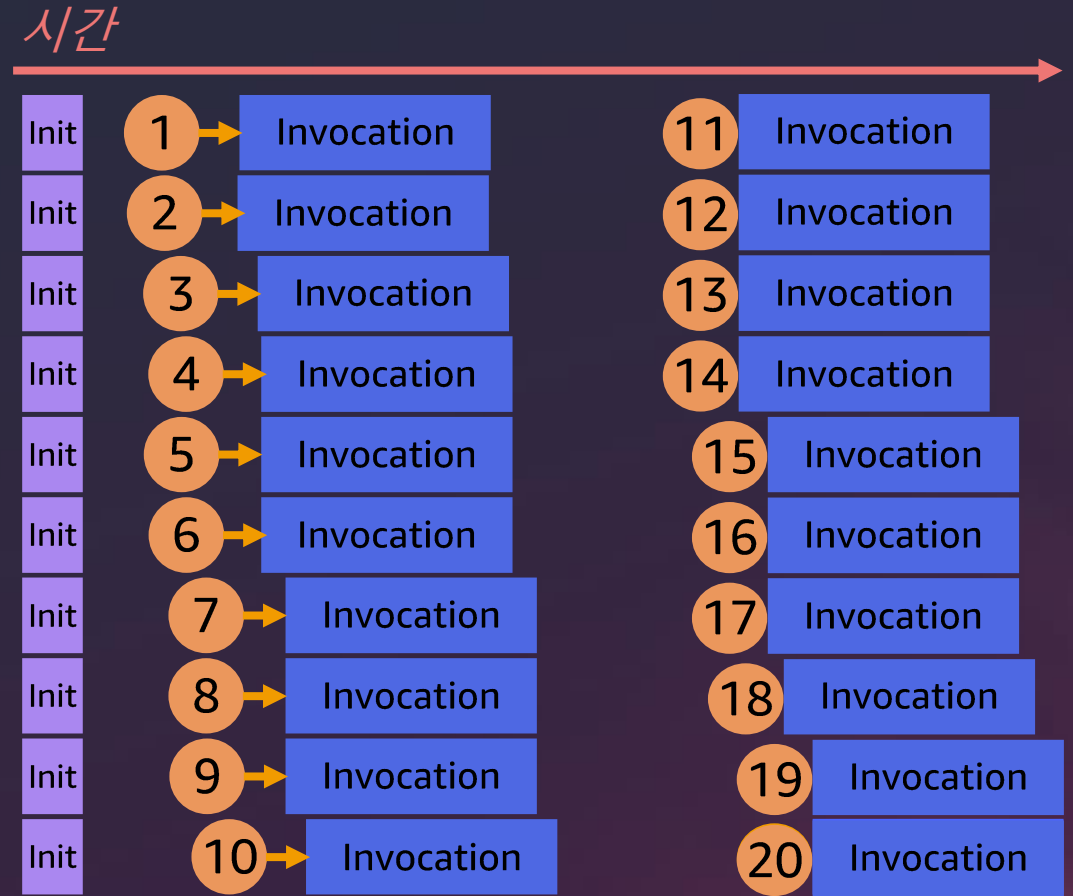 시간
Init 1 Invocation 11 Invocation
Init 2 Invocation 12 Invocation
Init 3 Invocation 13 Invocation
Init 4 Invocation 14 Invocation
Init 5 Invocation 15 Invocation
Init 6 Invocation 16 Invocation
Init 7 Invocation 17 Invocation
Init 8 Invocation 18 Invocation
Init 9 Invocation 19 Invocation
Init 10 Invocation 20 Invocation